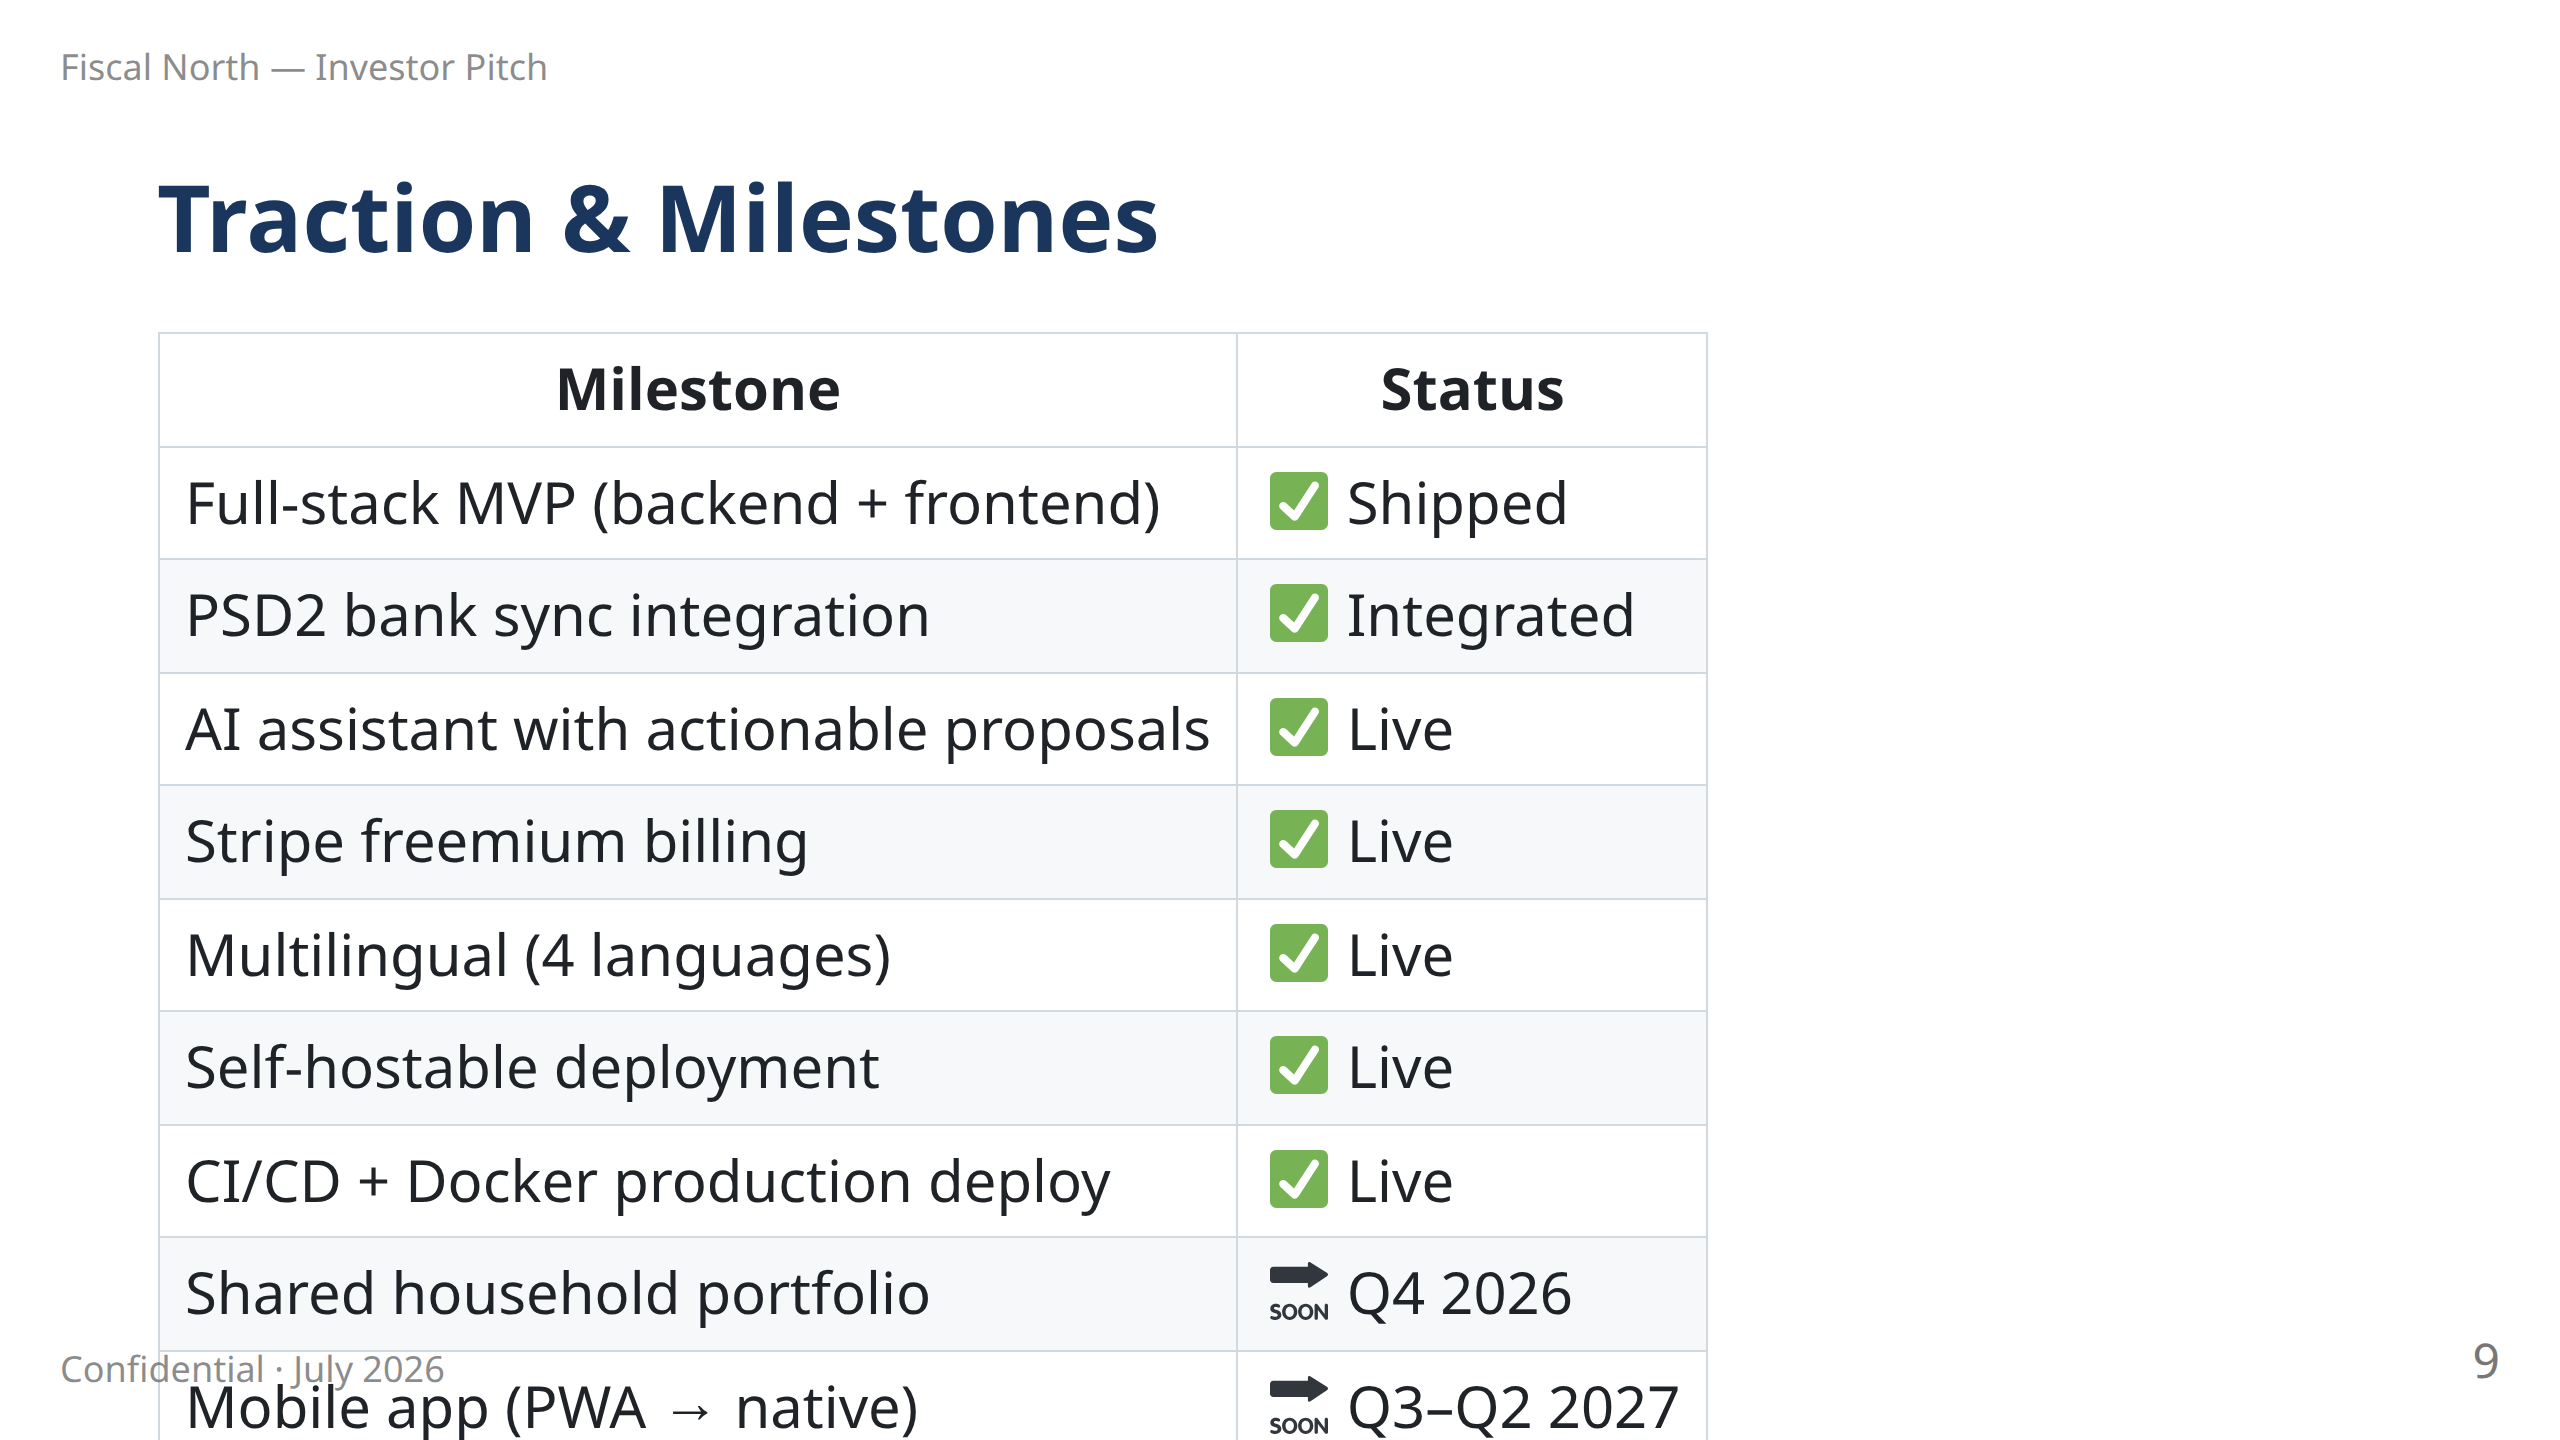 Fiscal North — Investor Pitch
Traction & Milestones
Milestone Status
Full-stack MVP (backend + frontend) ✅ Shipped
PSD2 bank sync integration ✅ Integrated
AI assistant with actionable proposals ✅ Live
Stripe freemium billing ✅ Live
Multilingual (4 languages) ✅ Live
Self-hostable deployment ✅ Live
CI/CD + Docker production deploy ✅ Live
Shared household portfolio 🔜 Q4 2026
Mobile app (PWA → native) 🔜 Q3–Q2 2027
Confidential · July 2026
9